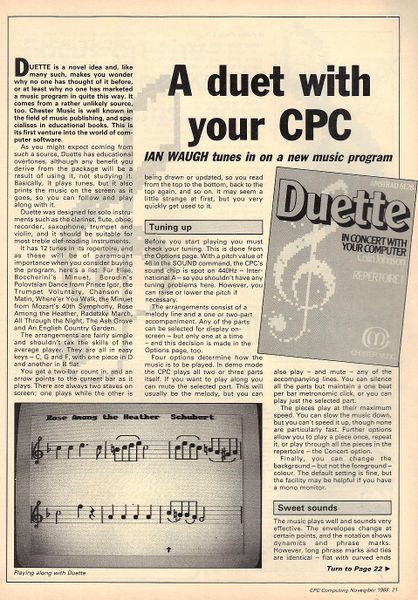 A duet with
your CPC
IAN WAUGH tunes in on a new music program
DUETTE is a novel idea and, like
many such, makes you wonder
why no one has thought of it before,
or at least why no one has marketed
a music program in quite this way. It
comes from a rather unlikely source,
too. Chester Music is well known in
the field of music publishing, and spe-
cialises in educational books. This is
its first venture into the world of com-
puter software.
As you might expect coming from
such a source, Duette has educational
overtones, although any benefit you
derive from the package will be a
result of using it, not studying it.
Basically, it plays tunes, but it also
prints the music on the screen as it
goes, so you can follow and play
along with it.
Duette was designed for solo instru-
ments such as the clarinet, flute, oboe,
recorder, saxophone, trumpet and
violin, and it should be suitable for
most treble clef-reading instruments.
It has 12 tunes in its repertoire, and
as these will be of paramount
importance when you consider buying
the program, here's a list: For Elise,
Boccherini's Minuet, Borodin's
Polovtsian Dance from Prince Igor, the
Trumpet Voluntary, Chanson de
Matin, Where'er You Walk, the Minuet
from Mozart's 40th Symphony, Rose
Among the Heather, Radetzky March,
All Through the Night, The Ash Grove
and An English Country Garden.
The arrangements are fairly simple
and shouldn't tax the skills of the
average player. They are all in easy
keys – C, G and F, with one piece in D
and another in B flat.
You get a two-bar count in, and
arrow points to the current bar as it
plays. There are always two staves on-
screen; one plays while the other is
being drawn or updated, so you read
from the top to the bottom, back to the
top again, and so on. It may seem a
little strange at first, but you very
quickly get used to it.
Tuning up
Before you start playing you must
check your tuning. This is done from
the Options page. With a pitch value of
46 in the SOUND command, the CPC's
sound chip is spot on 440Hz – Inter-
national A – so you shouldn't have any
tuning problems here. However, you
can raise or lower the pitch if
necessary.
The arrangements consist of a
melody line and a one or two-part
accompaniment. Any of the parts
can be selected for display on-
screen – but only one at a time
– and this decision is made in the
Options page, too.
Four options determine how the
music is to be played. In demo mode
the CPC plays all two or three parts
itself. If you want to play along you
can mute the selected part. This will
usually be the melody, but you can
AMSTRAD 6128
Duette
IN CONCERT WITH
YOUR COMPUTER
Colin Johnson
REPERTOIRE 1
CHESTER MUSIC
also play – and mute – any of the
accompanying lines. You can silence
all the parts but maintain a one beat
per bar metronomic click, or you can
play just the selected part.
The pieces play at their maximum
speed. You can slow the music down,
but you can't speed it up, though none
are particularly fast. Further options
allow you to play a piece once, repeat
it, or play through all the pieces in the
repertoire – the Concert option.
Finally, you can change the
background – but not the foreground –
colour. The default setting is fine, but
the facility may be helpful if you have
a mono monitor.
Sweet sounds
The music plays well and sounds very
effective. The envelopes change at
certain points, and the notation shows
dynamics and phrase marks.
However, long phrase marks and ties
are identical – flat with curved ends
Turn to Page 22 ►
Rose Among the Heather Schubert
Playing along with Duette
CPC Computing November 1988 21